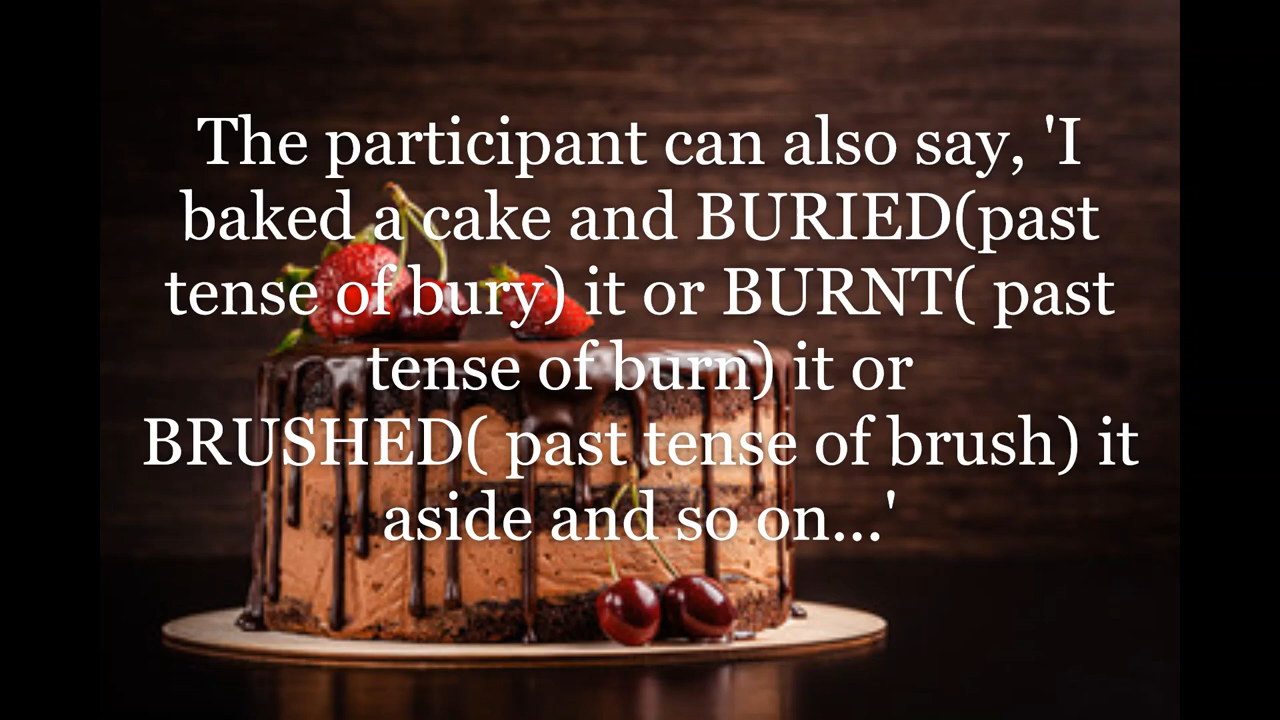 The participant can also say, 'I
baked a cake and BURIED(past
tense of bury) it or BURNT( past
tense of burn) it or
BRUSHED( past tense of brush) it
aside and so on...'